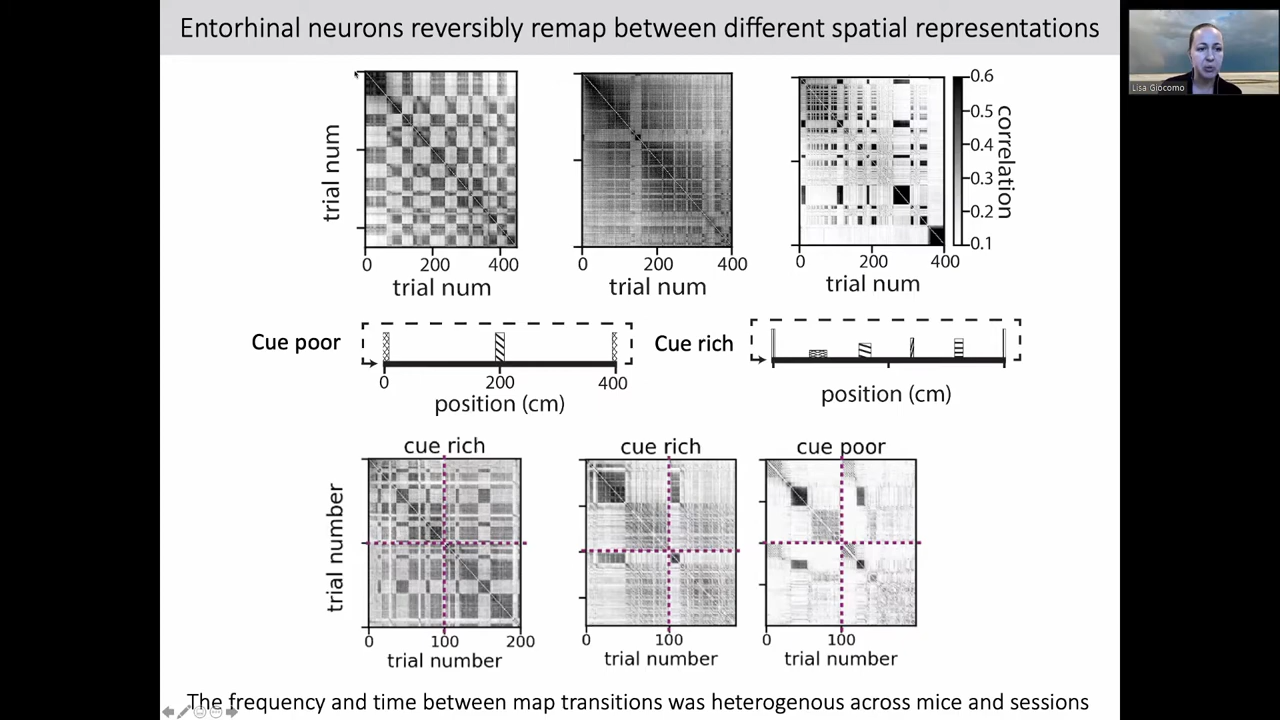 Entorhinal neurons reversibly remap between different spatial representations
Lisa Giocomo
trial num
0 200 400
trial num
0 200 400
trial num
0 200 400
trial num
0.6
0.5
0.4
0.3
0.2
0.1
correlation
Cue poor
0 200 400
position (cm)
Cue rich
position (cm)
cue rich
trial number
0 100 200
trial number
cue rich
0 100
trial number
cue poor
0 100
trial number
The frequency and time between map transitions was heterogenous across mice and sessions